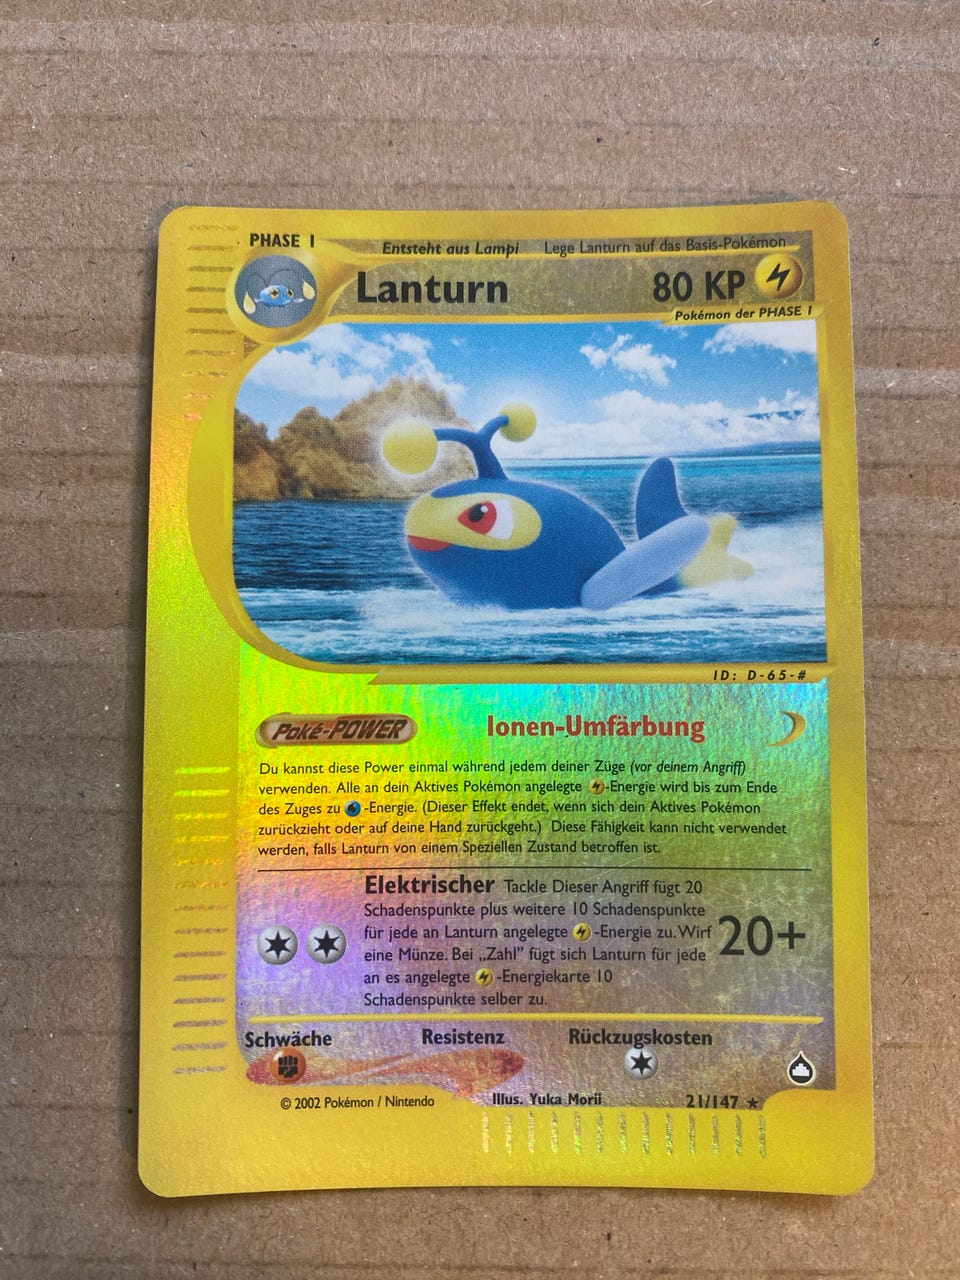 PHASE 1
Entsteht aus Lampi Lege Lanturn auf das Basis-Pokémon
Lanturn 80 KP
Pokémon der PHASE 1
ID: D-65-#
Poké-POWER Ionen-Umfärbung
Du kannst diese Power einmal während jedem deiner Züge (vor deinem Angriff)
verwenden. Alle an dein Aktives Pokémon angelegte -Energie wird bis zum Ende
des Zuges zu -Energie. (Dieser Effekt endet, wenn sich dein Aktives Pokémon
zurückzieht oder auf deine Hand zurückgeht.) Diese Fähigkeit kann nicht verwendet
werden, falls Lanturn von einem Speziellen Zustand betroffen ist.
Elektrischer Tackle Dieser Angriff fügt 20
Schadenspunkte plus weitere 10 Schadenspunkte
für jede an Lanturn angelegte -Energie zu. Wirf
eine Münze. Bei „Zahl" fügt sich Lanturn für jede
an es angelegte -Energiekarte 10
Schadenspunkte selber zu.
20+
Schwäche Resistenz Rückzugskosten
© 2002 Pokémon / Nintendo Illus. Yuka Morii 21/147 ★